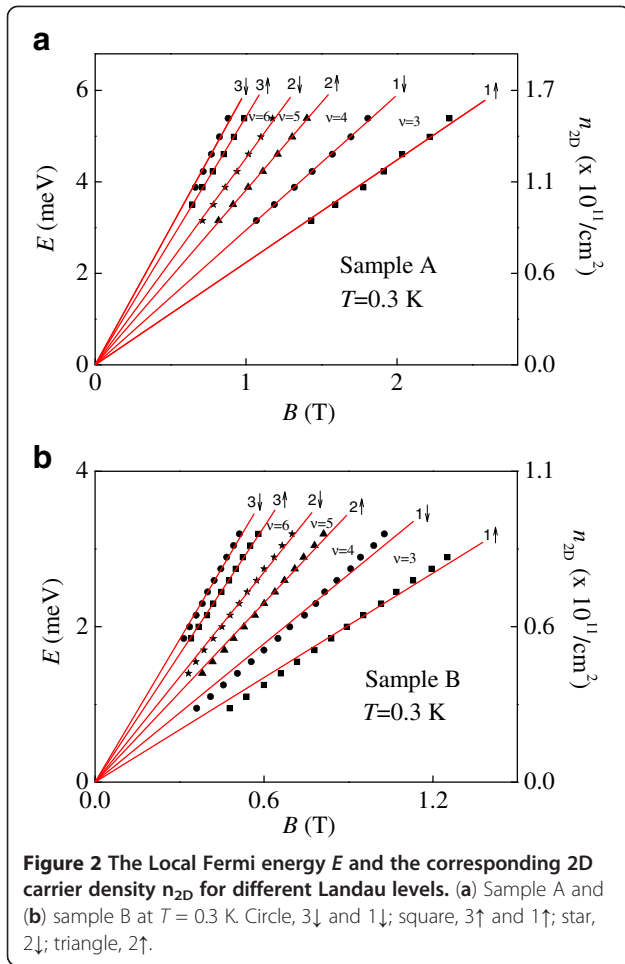 a
3↓ 3↑ 2↓ 2↑ 1↓ 1↑
ν=6 ν=5 ν=4 ν=3
6
4
2
0
E (meV)
1.7
1.1
0.6
0.0
n2D (x 10^11/cm^2)
Sample A
T=0.3 K
0 1 2
B (T)
b
3↓ 3↑ 2↓ 2↑ 1↓ 1↑
ν=6 ν=5 ν=4 ν=3
4
2
0
E (meV)
1.1
0.6
0.0
n2D (x 10^11/cm^2)
Sample B
T=0.3 K
0.0 0.6 1.2
B (T)
Figure 2 The Local Fermi energy E and the corresponding 2D
carrier density n2D for different Landau levels. (a) Sample A and
(b) sample B at T = 0.3 K. Circle, 3↓ and 1↓; square, 3↑ and 1↑; star,
2↓; triangle, 2↑.